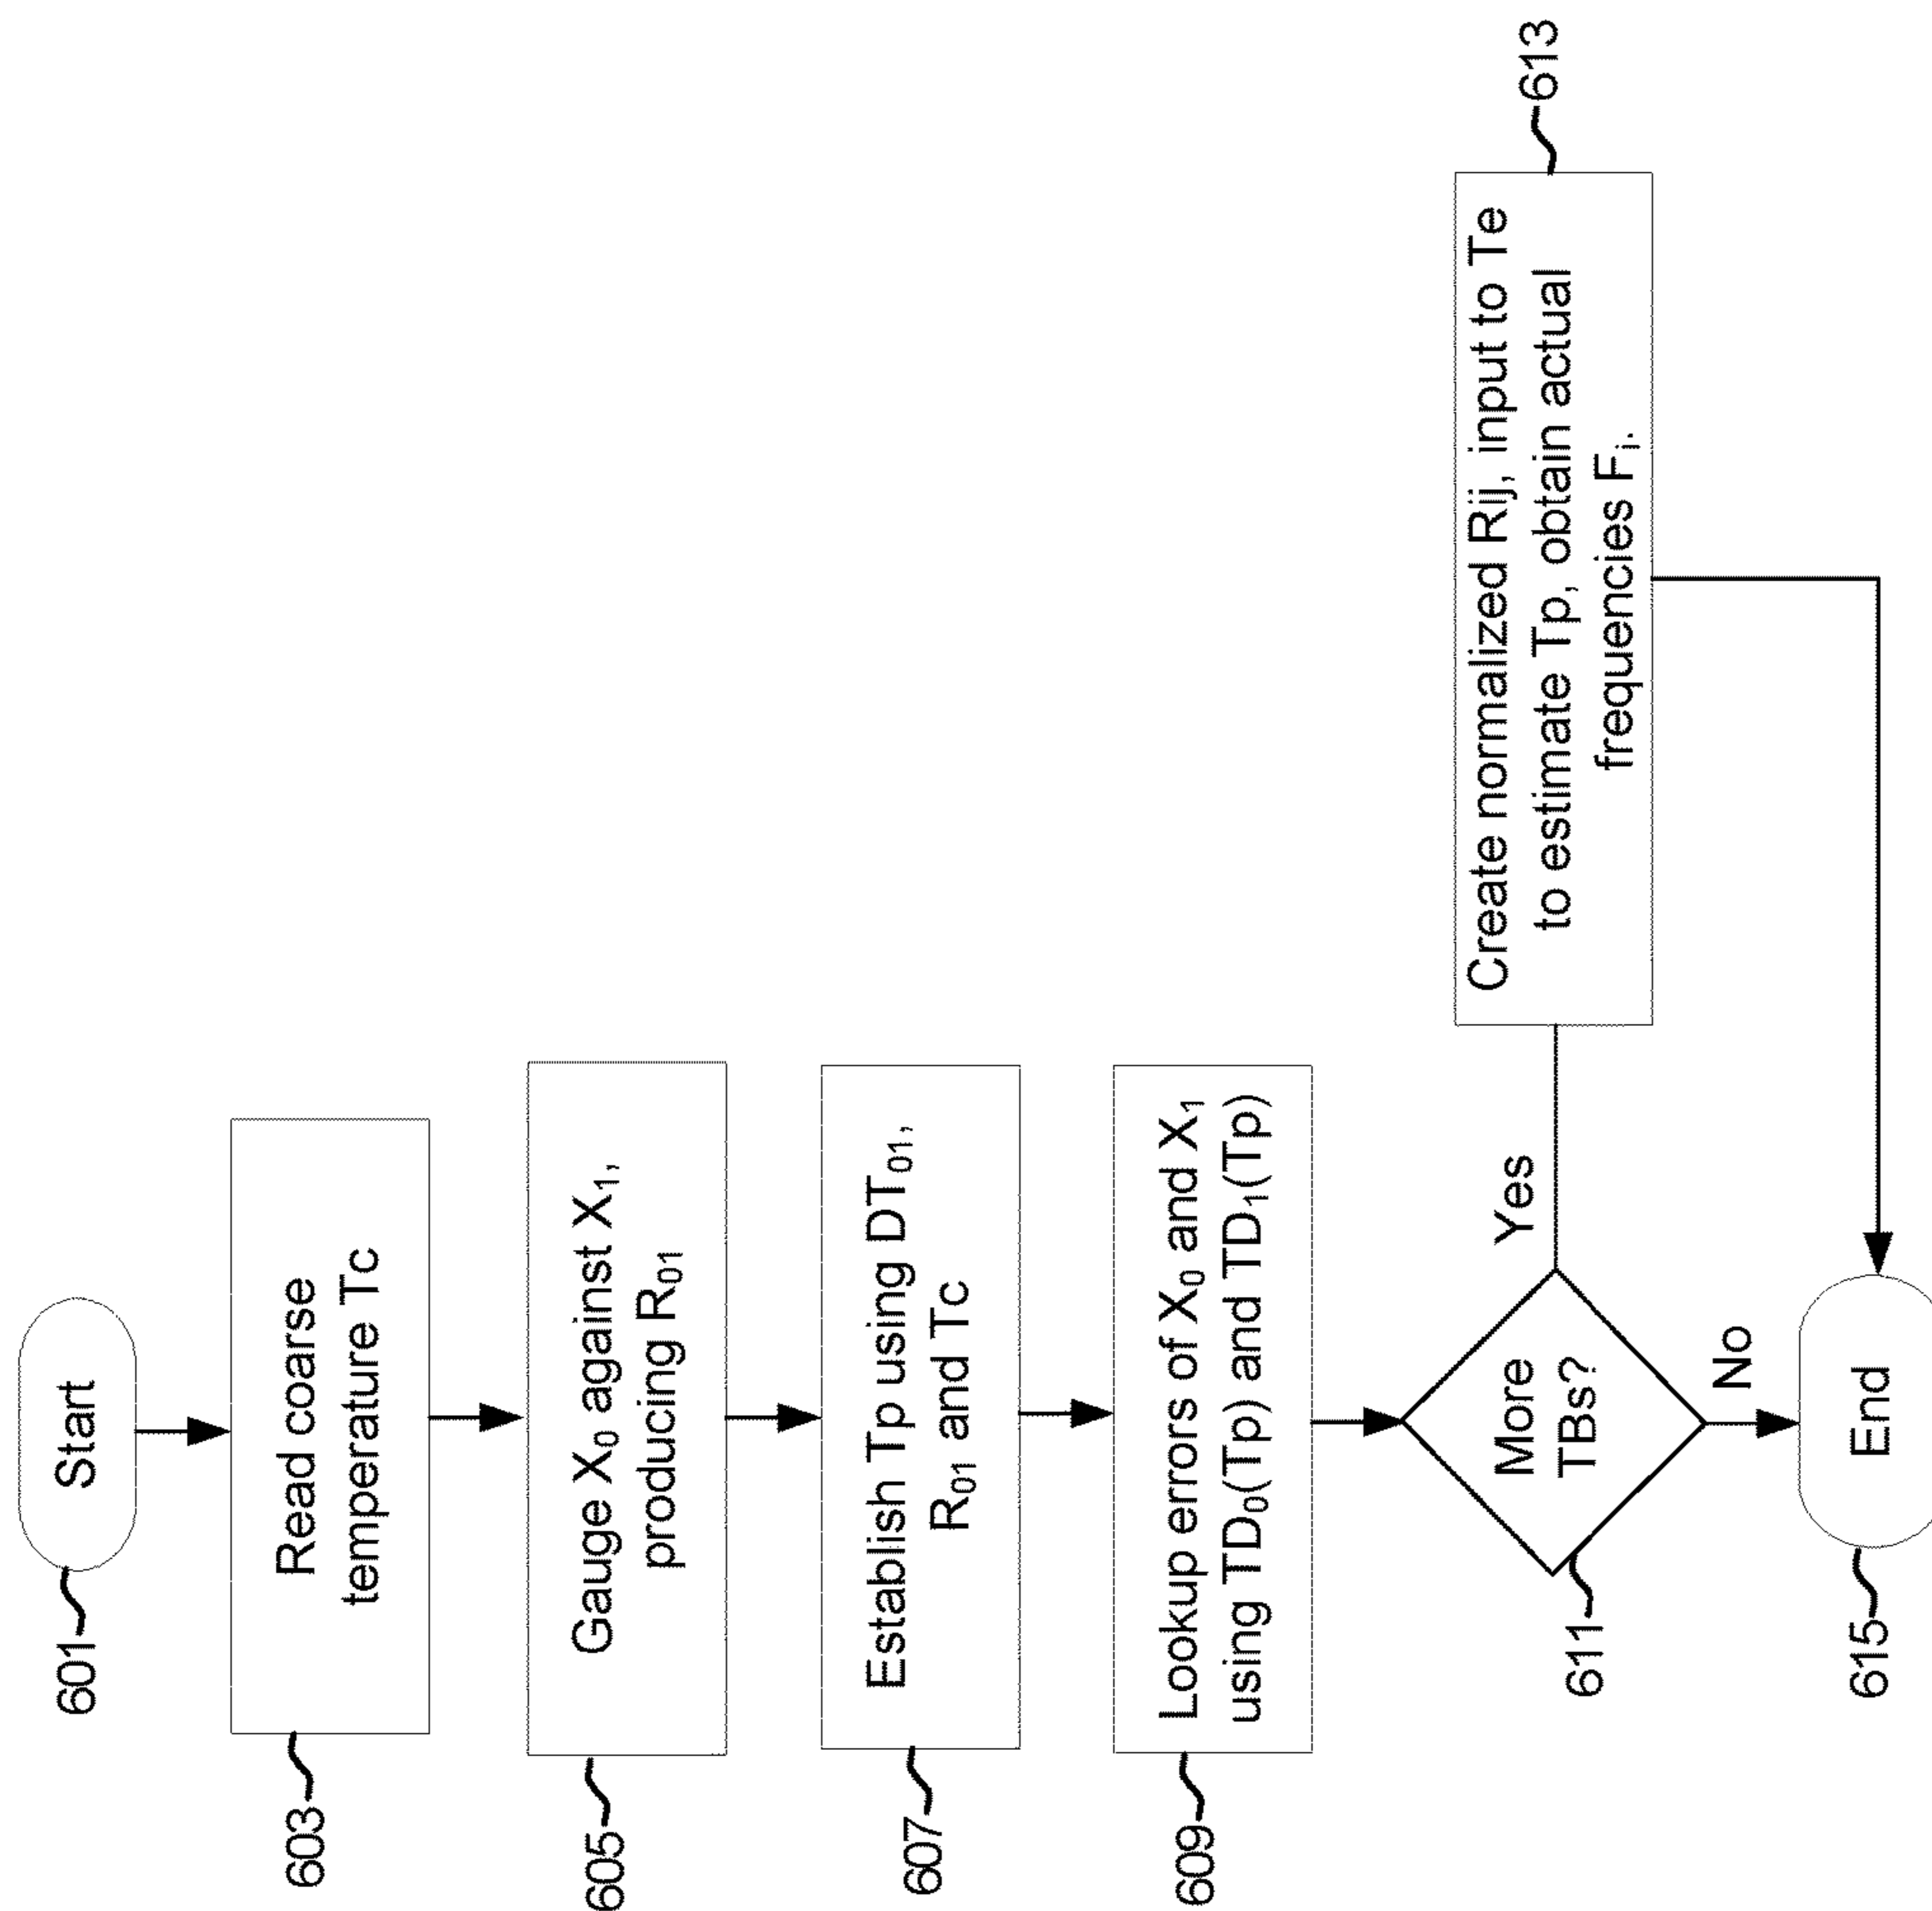 601
Start
603
Read coarse
temperature Tc
605
Gauge X₀ against X₁,
producing R₀₁
607
Establish Tp using DT₀₁,
R₀₁ and Tc
609
Lookup errors of X₀ and X₁
using TD₀(Tp) and TD₁(Tp)
611
More
TBs?
Yes
No
Create normalized Rij, input to Te
to estimate Tp, obtain actual
frequencies Fᵢ.
613
615
End